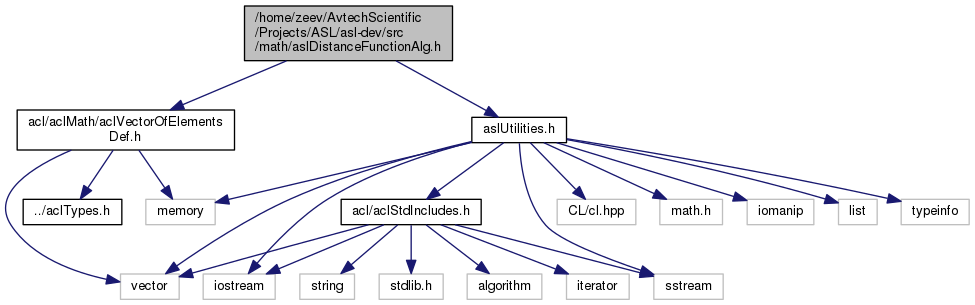 /home/zeev/AvtechScientific
/Projects/ASL/asl-dev/src
/math/aslDistanceFunctionAlg.h
acl/aclMath/aclVectorOfElements
Def.h
aslUtilities.h
../aclTypes.h
memory
acl/aclStdIncludes.h
CL/cl.hpp
math.h
iomanip
list
typeinfo
vector
iostream
string
stdlib.h
algorithm
iterator
sstream